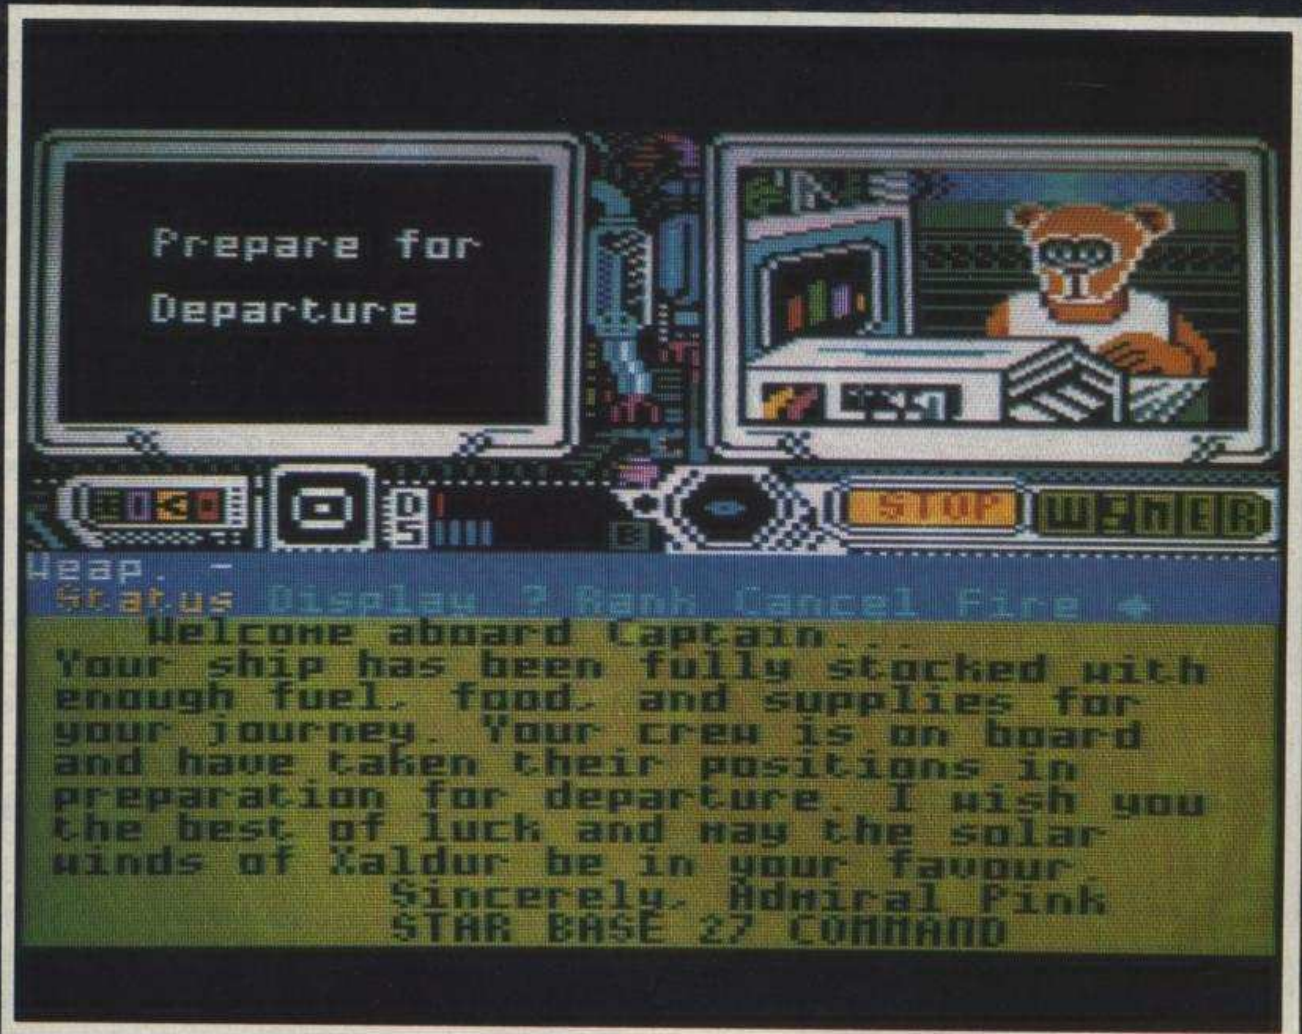 Prepare for
Departure
STOP
Weap. -
Status Display ? Rank Cancel Fire
Welcome aboard Captain...
Your ship has been fully stocked with
enough fuel, food, and supplies for
your journey. Your crew is on board
and have taken their positions in
preparation for departure. I wish you
the best of luck and may the solar
winds of Xaldur be in your favour.
Sincerely, Admiral Pink
STAR BASE 27 COMMAND